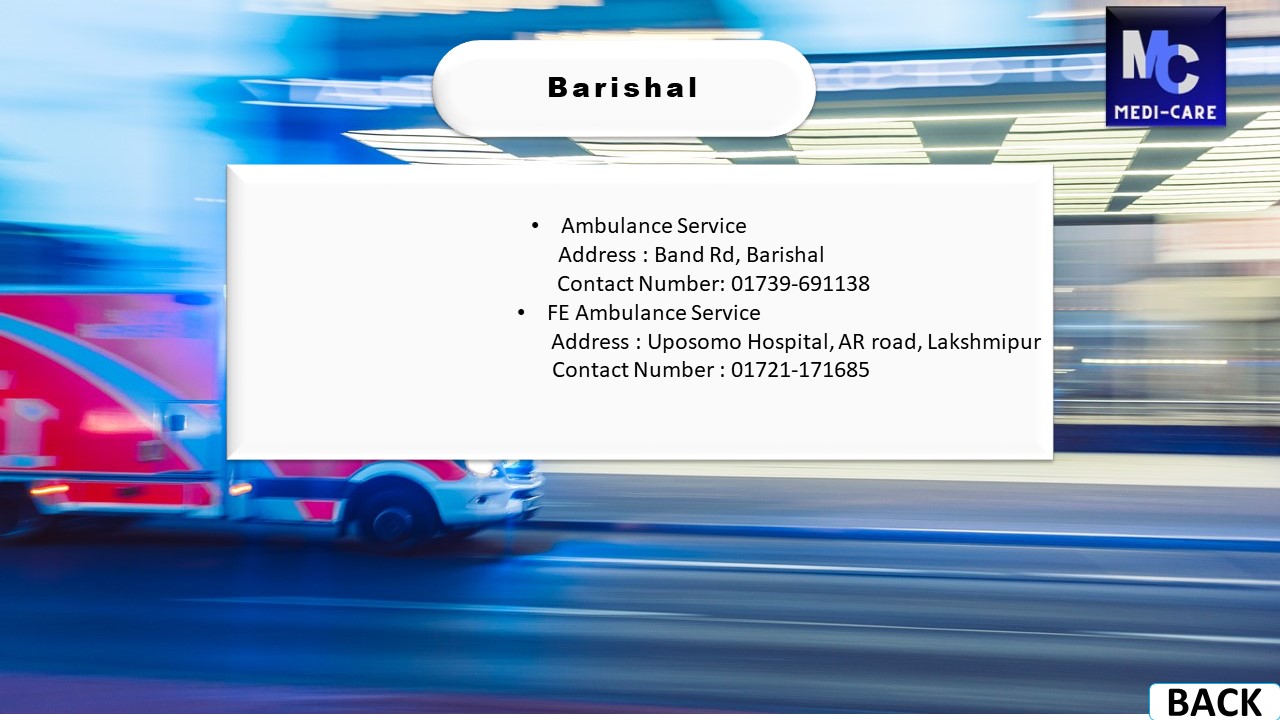 Barishal
MC
MEDI-CARE
• Ambulance Service
Address : Band Rd, Barishal
Contact Number: 01739-691138
• FE Ambulance Service
Address : Uposomo Hospital, AR road, Lakshmipur
Contact Number : 01721-171685
BACK